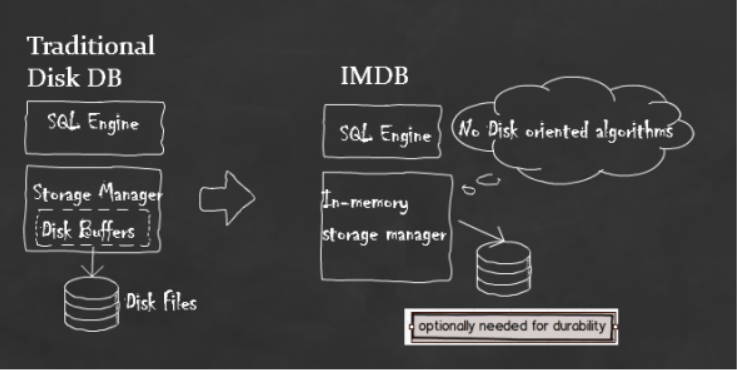 Traditional
Disk DB
SQL Engine
Storage Manager
Disk Buffers
Disk Files
IMDB
SQL Engine
No Disk oriented algorithms
In-memory
storage manager
optionally needed for durability